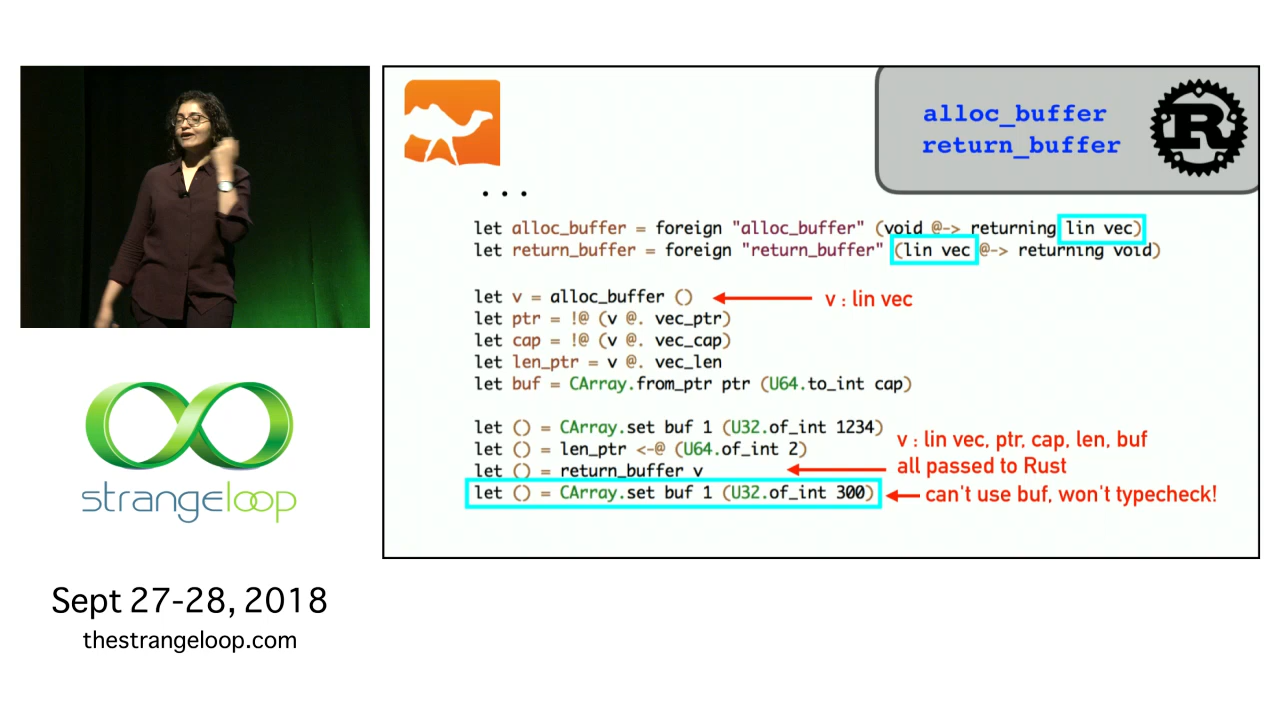 alloc_buffer
return_buffer
R
...
let alloc_buffer = foreign "alloc_buffer" (void @-> returning lin vec)
let return_buffer = foreign "return_buffer" (lin vec @-> returning void)
let v = alloc_buffer ()
v : lin vec
let ptr = !@ (v @. vec_ptr)
let cap = !@ (v @. vec_cap)
let len_ptr = v @. vec_len
let buf = CArray.from_ptr ptr (U64.to_int cap)
let () = CArray.set buf 1 (U32.of_int 1234)
let () = len_ptr <-@ (U64.of_int 2)
let () = return_buffer v
v : lin vec, ptr, cap, len, buf
all passed to Rust
let () = CArray.set buf 1 (U32.of_int 300)
can't use buf, won't typecheck!
strangeloop
Sept 27-28, 2018
thestrangeloop.com